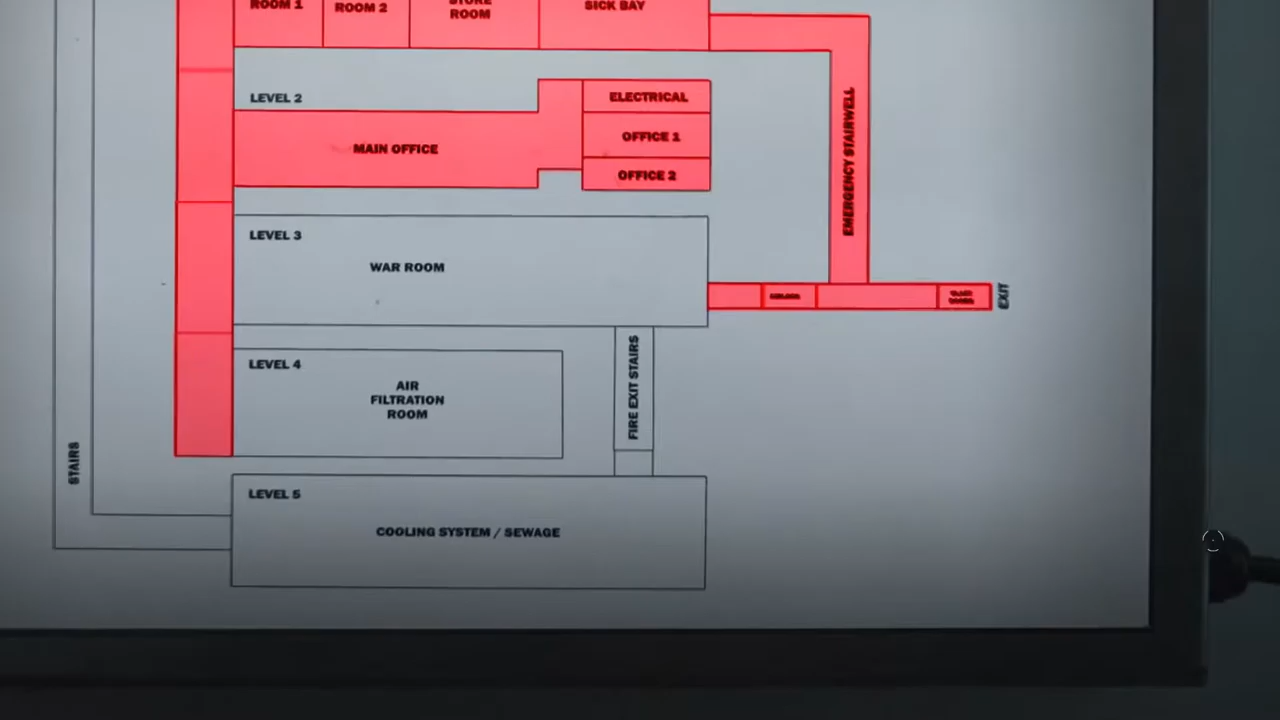 ROOM 1
ROOM 2
STORE
ROOM
SICK BAY
LEVEL 2
ELECTRICAL
MAIN OFFICE
OFFICE 1
OFFICE 2
EMERGENCY STAIRWELL
LEVEL 3
WAR ROOM
EXIT
FIRE EXIT STAIRS
LEVEL 4
AIR
FILTRATION
ROOM
STAIRS
LEVEL 5
COOLING SYSTEM / SEWAGE